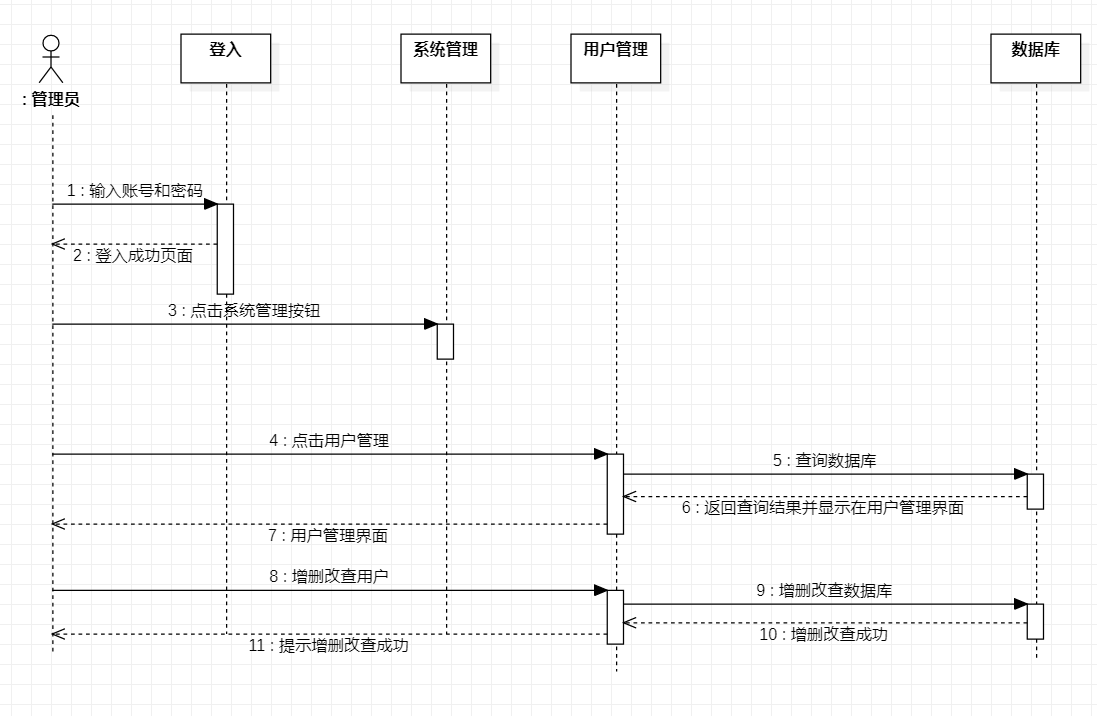 登入
系统管理
用户管理
数据库
: 管理员
1 : 输入账号和密码
2 : 登入成功页面
3 : 点击系统管理按钮
4 : 点击用户管理
5 : 查询数据库
6 : 返回查询结果并显示在用户管理界面
7 : 用户管理界面
8 : 增删改查用户
9 : 增删改查数据库
10 : 增删改查成功
11 : 提示增删改查成功